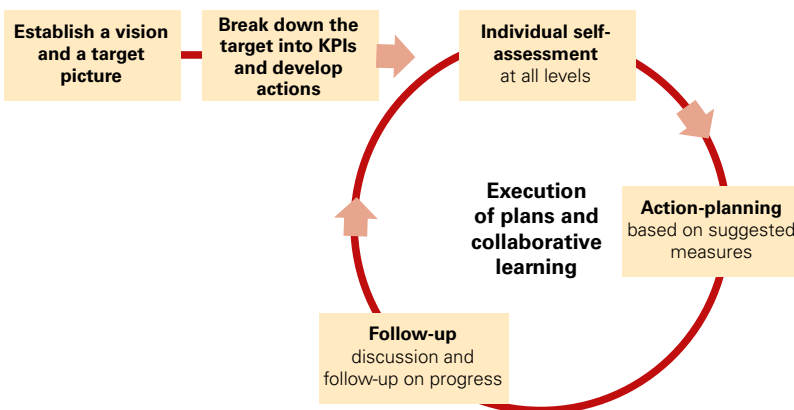 Establish a vision
and a target
picture
Break down the
target into KPIs
and develop
actions
Individual self-
assessment
at all levels
Action-planning
based on suggested
measures
Execution
of plans and
collaborative
learning
Follow-up
discussion and
follow-up on progress